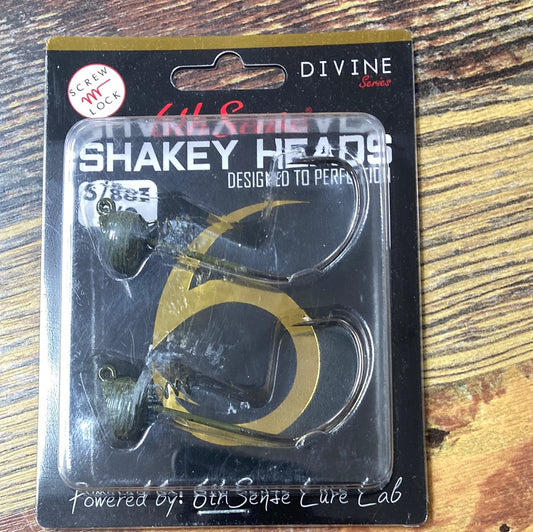 DIVINE
Series
SCREW
LOCK
6th Sense®
SHAKEY HEADS
DESIGNED TO PERFECTION
Powered by: 6th Sense Lure Lab